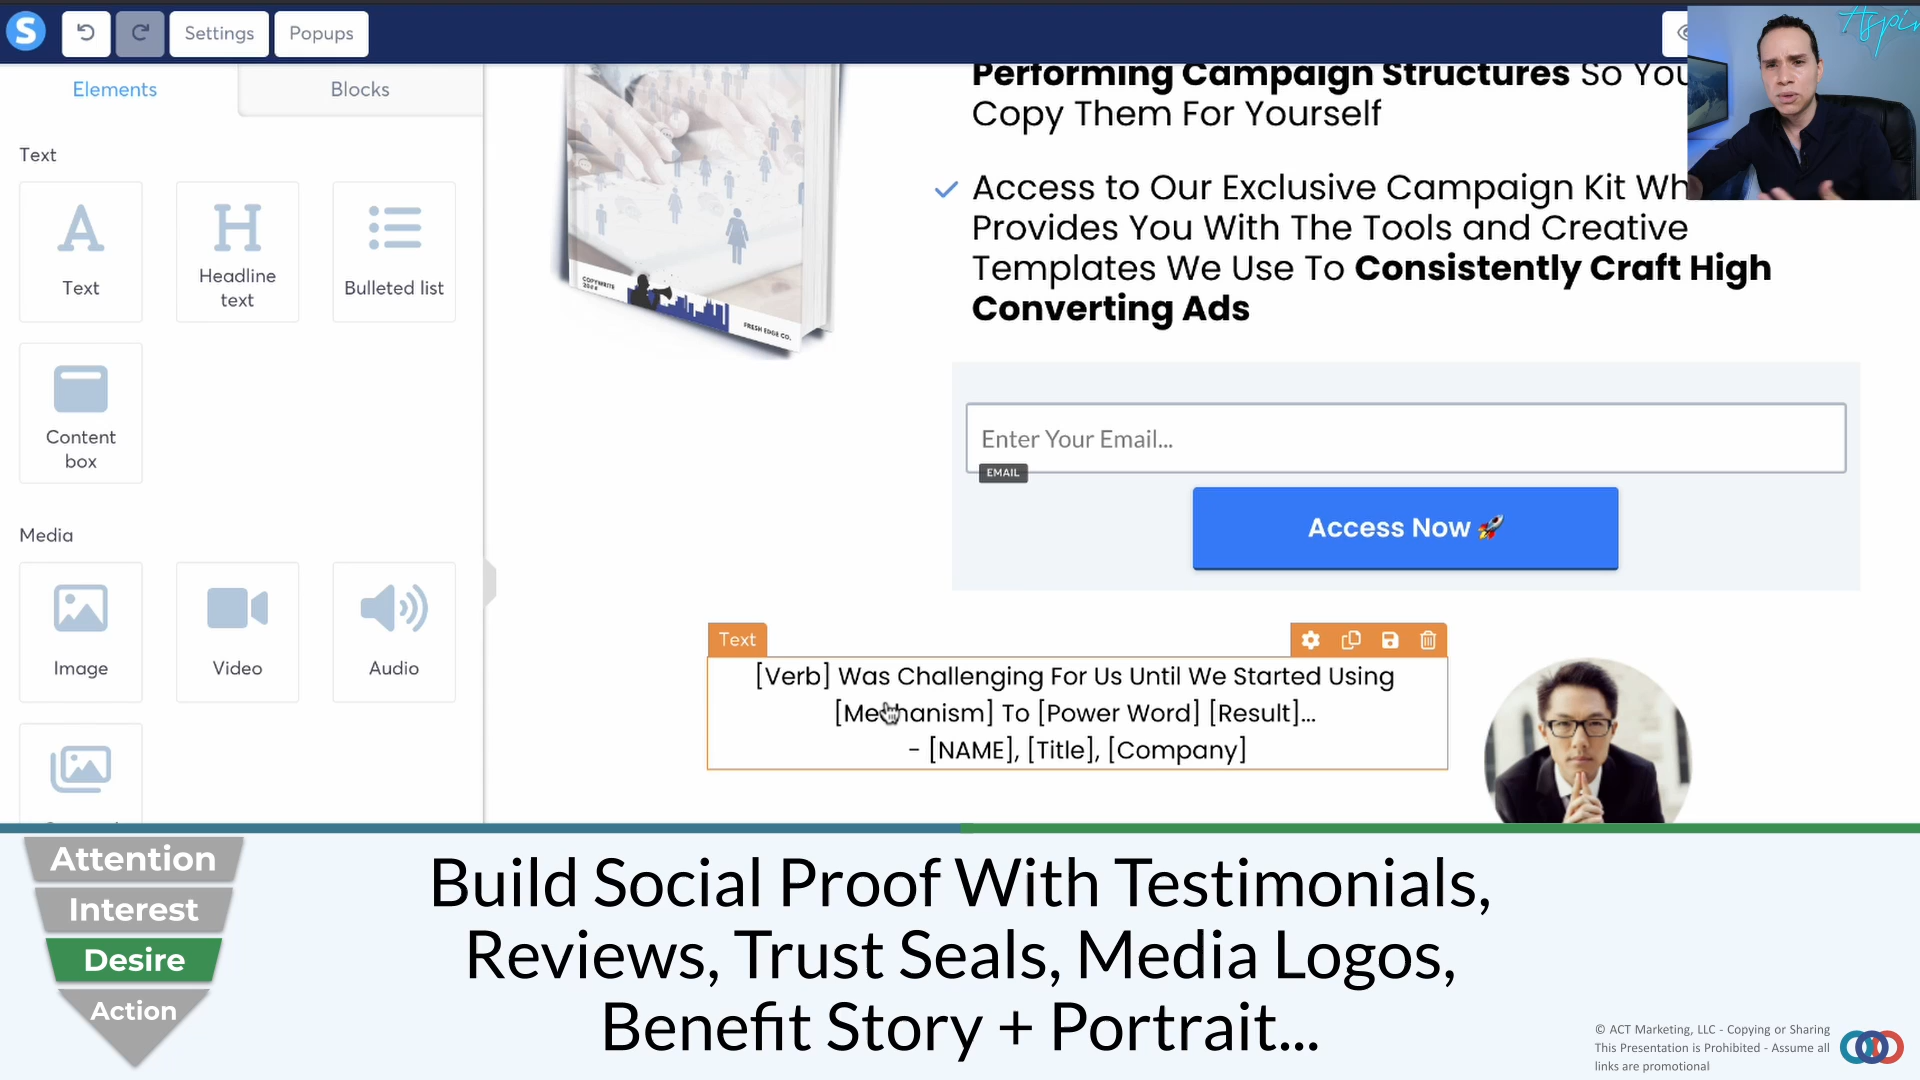 S
Settings
Popups
Elements
Blocks
Text
A
Text
H
Headline
text
Bulleted list
Content
box
Media
Image
Video
Audio
Performing Campaign Structures So You
Copy Them For Yourself
Access to Our Exclusive Campaign Kit Wh
Provides You With The Tools and Creative
Templates We Use To Consistently Craft High
Converting Ads
COPYWRITE
FRESH EDGE CO.
Enter Your Email...
EMAIL
Access Now 🚀
Text
[Verb] Was Challenging For Us Until We Started Using
[Mechanism] To [Power Word] [Result]...
- [NAME], [Title], [Company]
Attention
Interest
Desire
Action
Build Social Proof With Testimonials,
Reviews, Trust Seals, Media Logos,
Benefit Story + Portrait...
© ACT Marketing, LLC - Copying or Sharing
This Presentation is Prohibited - Assume all
links are promotional